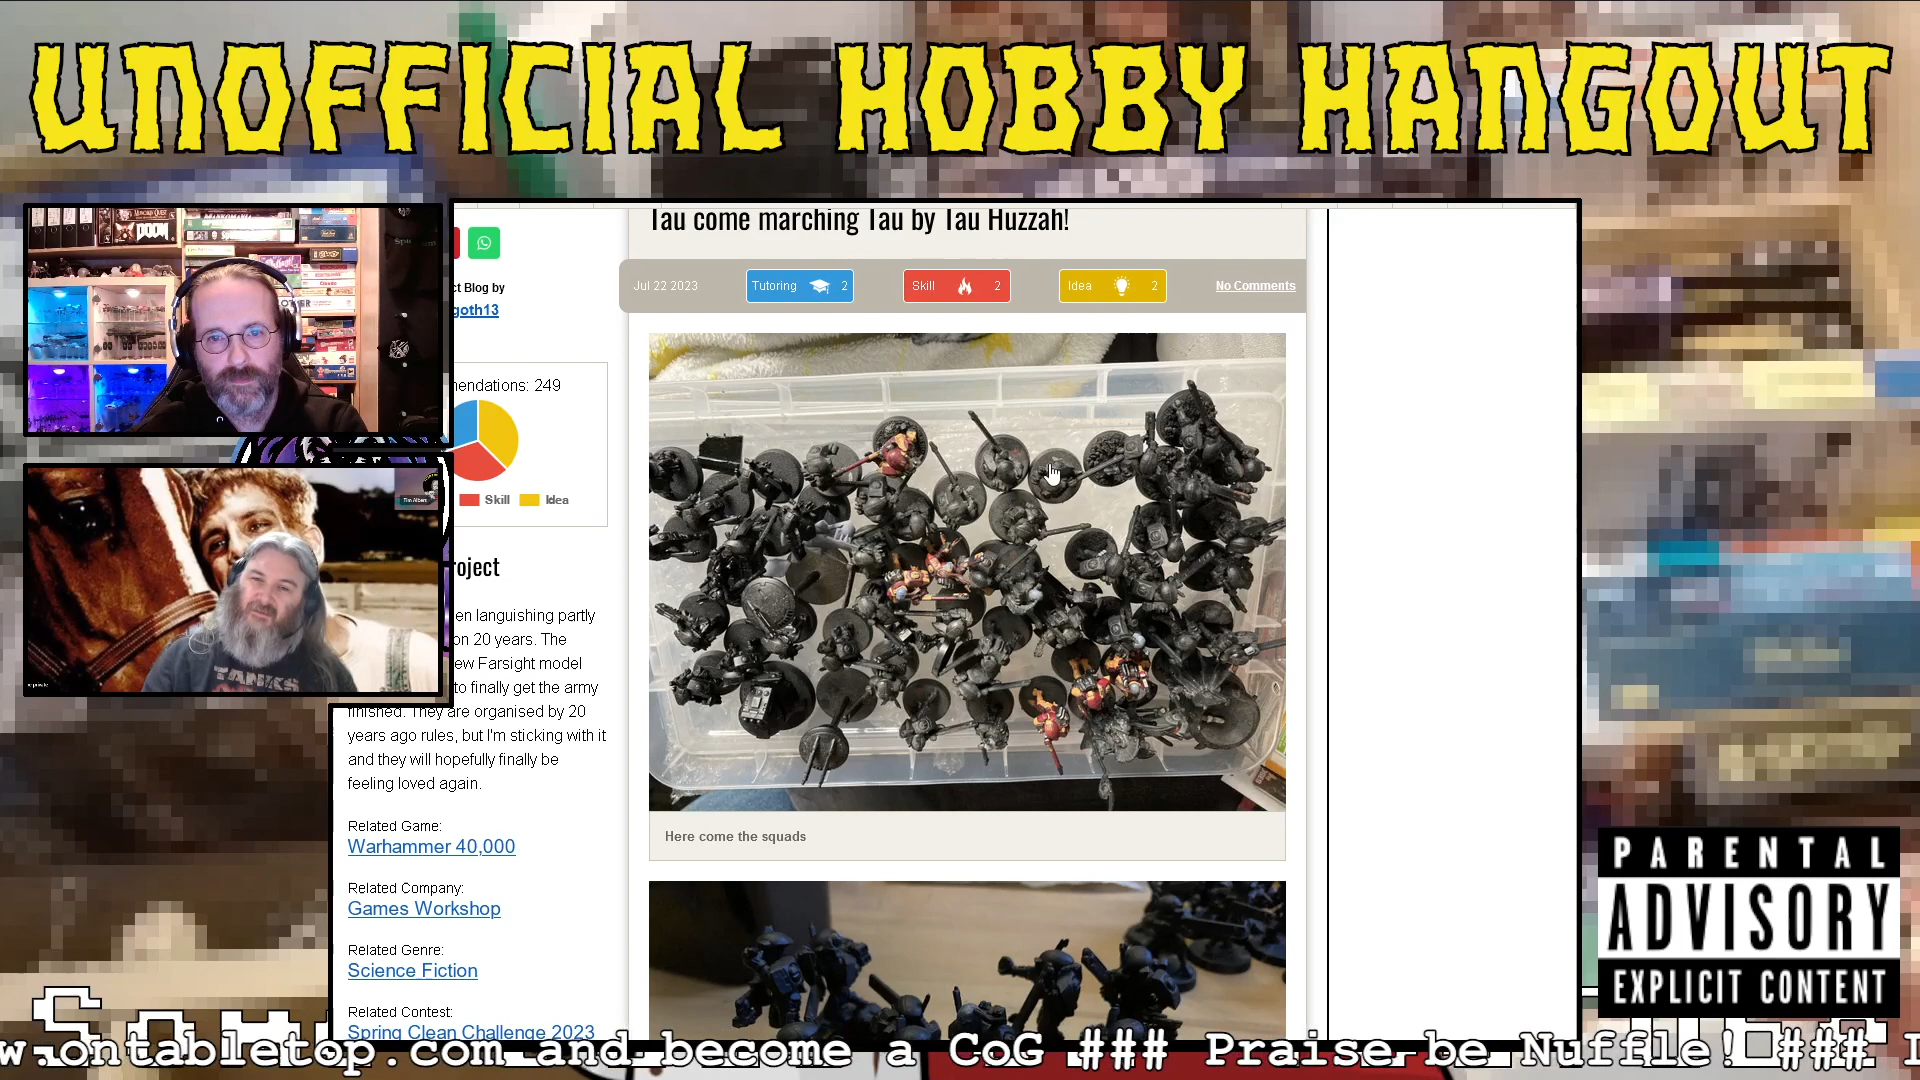 UNOFFICIAL HOBBY HANGOUT
Tau come marching Tau by Tau Huzzah!
Jul 22 2023
Tutoring 2
Skill 2
Idea 2
No Comments
ct Blog by
goth13
endations: 249
Skill Idea
roject
en languishing partly
on 20 years. The
ew Farsight model
to finally get the army
finished. They are organised by 20
years ago rules, but I'm sticking with it
and they will hopefully finally be
feeling loved again.
Related Game:
Warhammer 40,000
Related Company:
Games Workshop
Related Genre:
Science Fiction
Related Contest:
Spring Clean Challenge 2023
Here come the squads
DOOM
TANKS
Tim Albers
PARENTAL
ADVISORY
EXPLICIT CONTENT
w.ontabletop.com and become a CoG ### Praise be Nuffle! ###